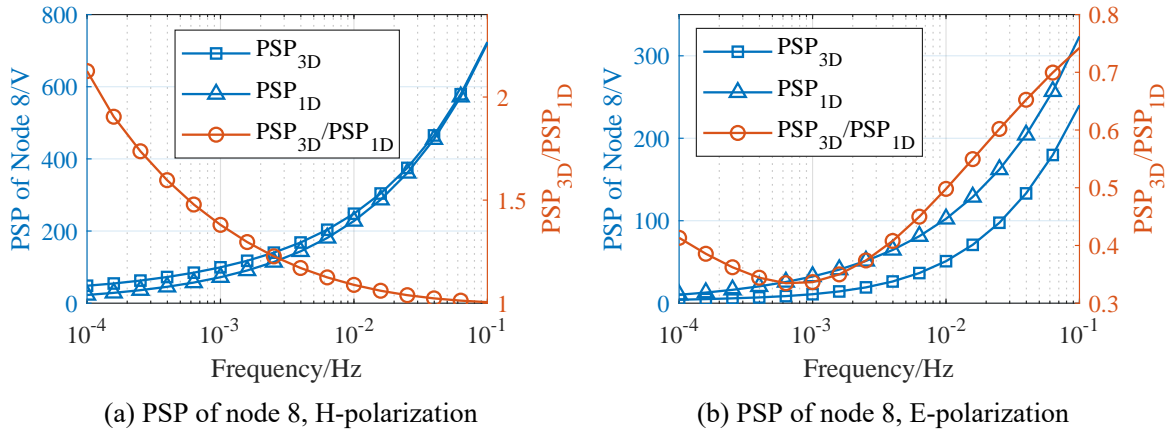 PSP of Node 8/V
800
600
400
200
0
PSP₃D
PSP₁D
PSP₃D/PSP₁D
2
1.5
1
PSP₃D/PSP₁D
10⁻⁴
10⁻³
10⁻²
10⁻¹
Frequency/Hz
(a) PSP of node 8, H-polarization
PSP of Node 8/V
300
200
100
0
PSP₃D
PSP₁D
PSP₃D/PSP₁D
0.8
0.7
0.6
0.5
0.4
0.3
PSP₃D/PSP₁D
10⁻⁴
10⁻³
10⁻²
10⁻¹
Frequency/Hz
(b) PSP of node 8, E-polarization